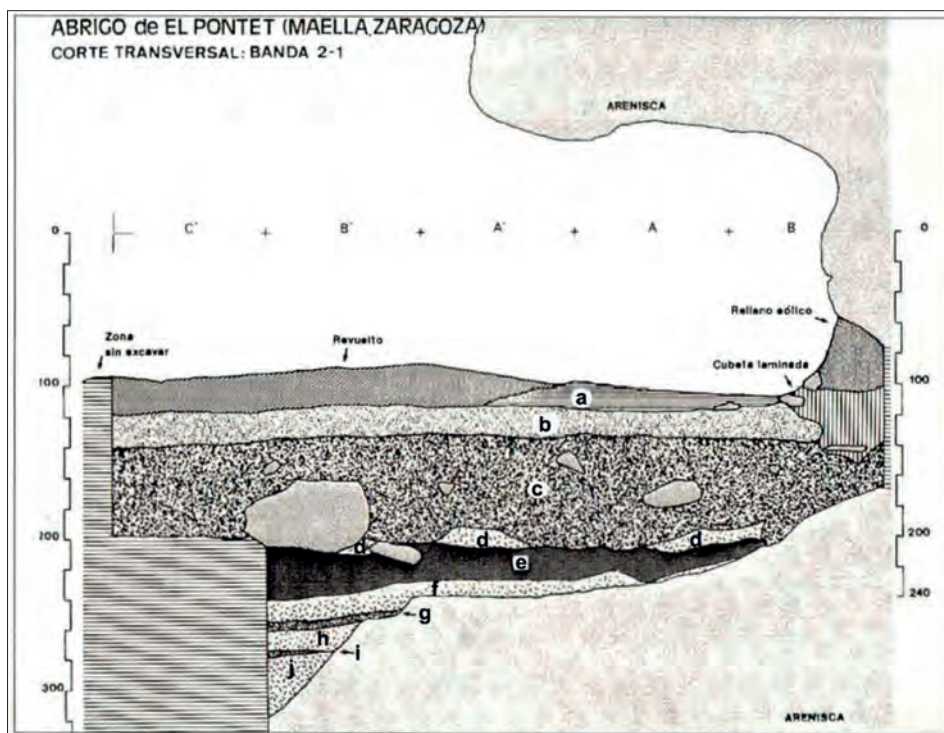 ABRIGO de EL PONTET (MAELLA, ZARAGOZA)
CORTE TRANSVERSAL: BANDA 2-1
ARENISCA
0
C'
B'
A'
A
B
0
Relleno eólico
Zona
sin excavar
Revuelto
Cubeta laminada
100
a
100
b
c
200
d
d
d
200
e
f
240
g
h
i
j
300
ARENISCA